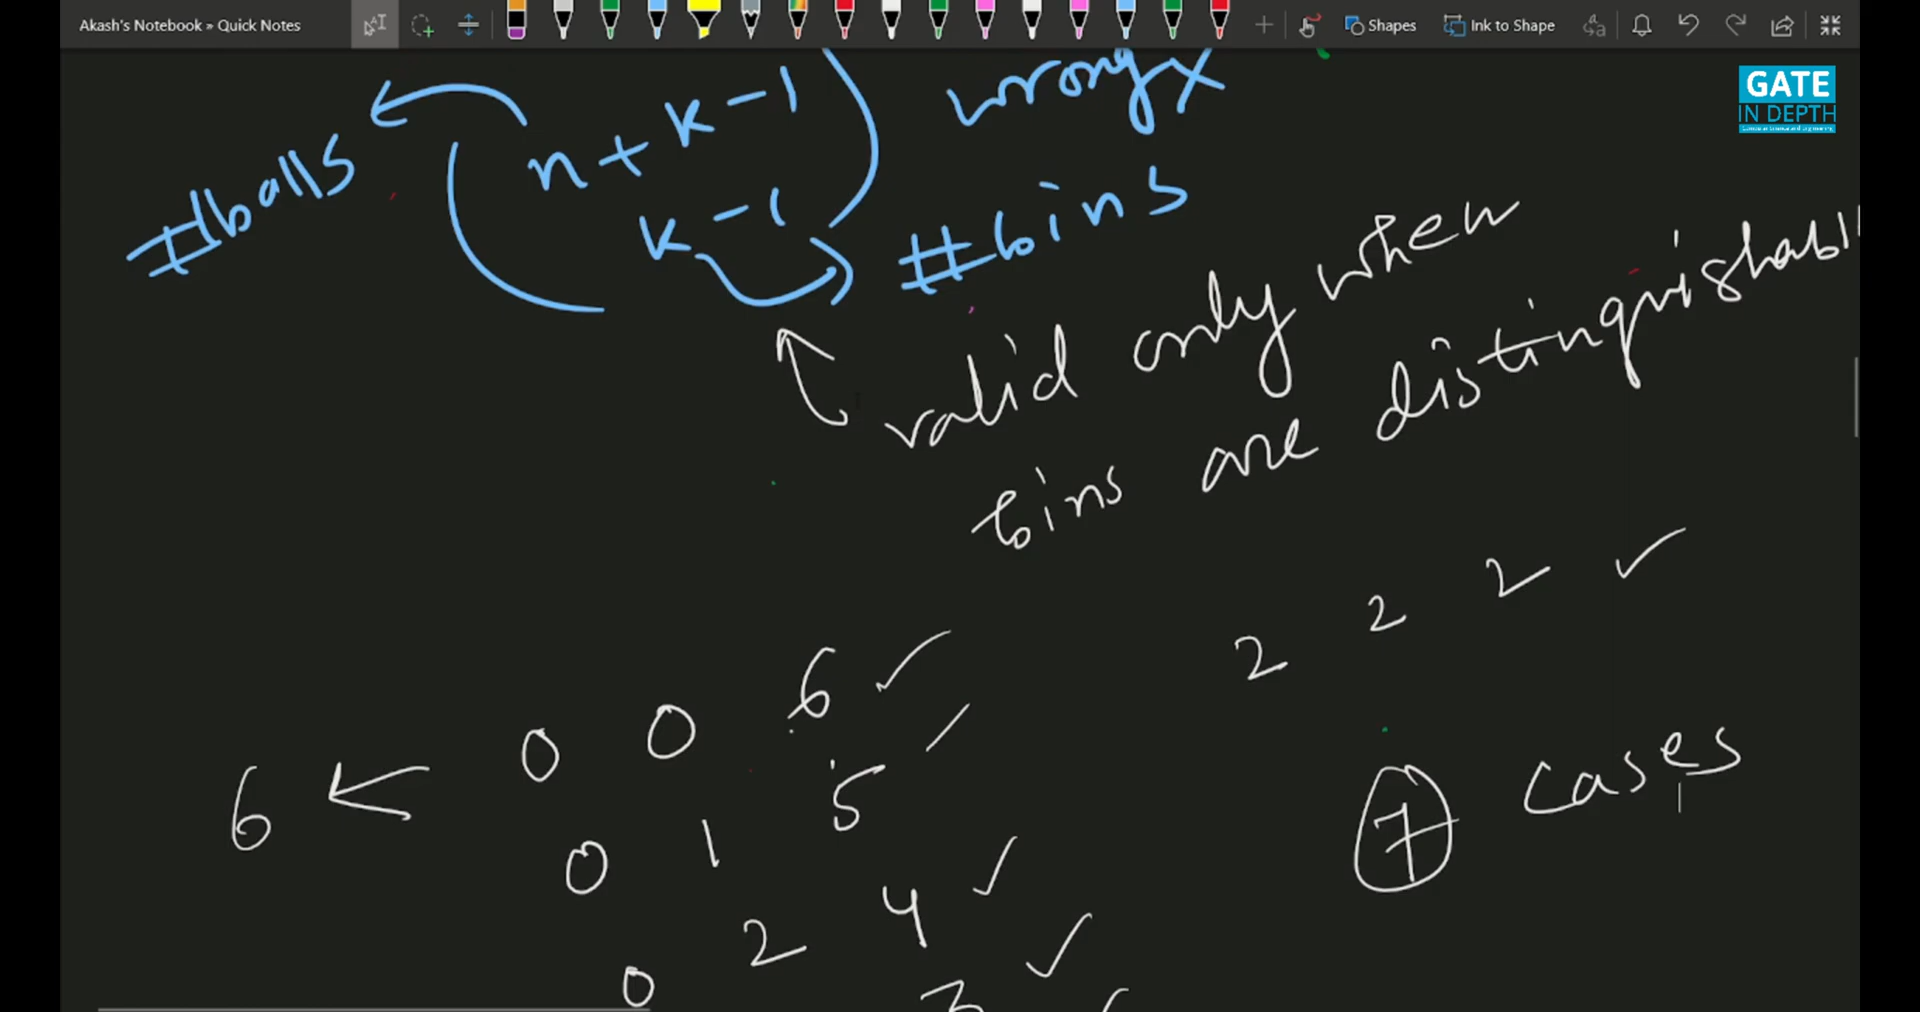 Akash's Notebook » Quick Notes
Shapes
Ink to Shape
GATE
IN DEPTH
wrong X
#balls
n + k - 1
k - 1
#bins
valid only when
bins are distinguishabl
2 2 2 ✓
6 ← 0 0 6 ✓
0 1 5
7 cases
0 2 4 ✓
0 3 ✓